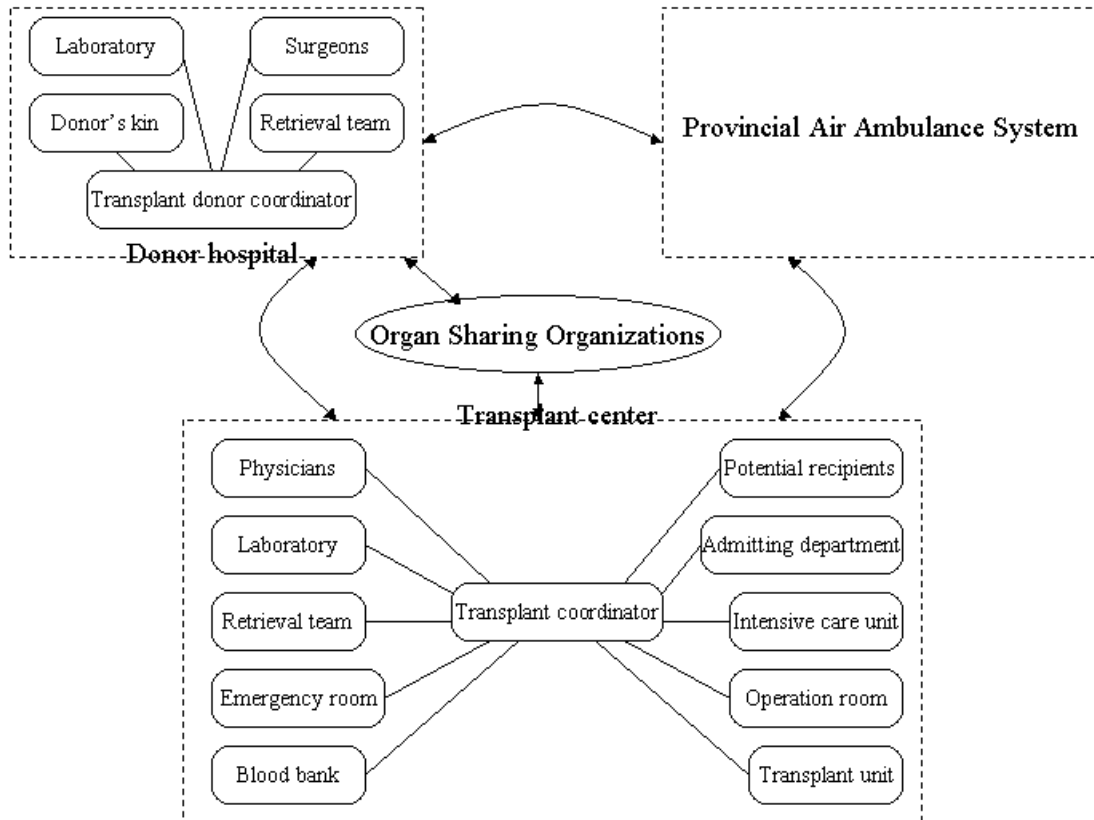 Laboratory
Surgeons
Donor’s kin
Retrieval team
Transplant donor coordinator
Donor hospital
Provincial Air Ambulance System
Organ Sharing Organizations
Transplant center
Physicians
Potential recipients
Laboratory
Admitting department
Retrieval team
Transplant coordinator
Intensive care unit
Emergency room
Operation room
Blood bank
Transplant unit